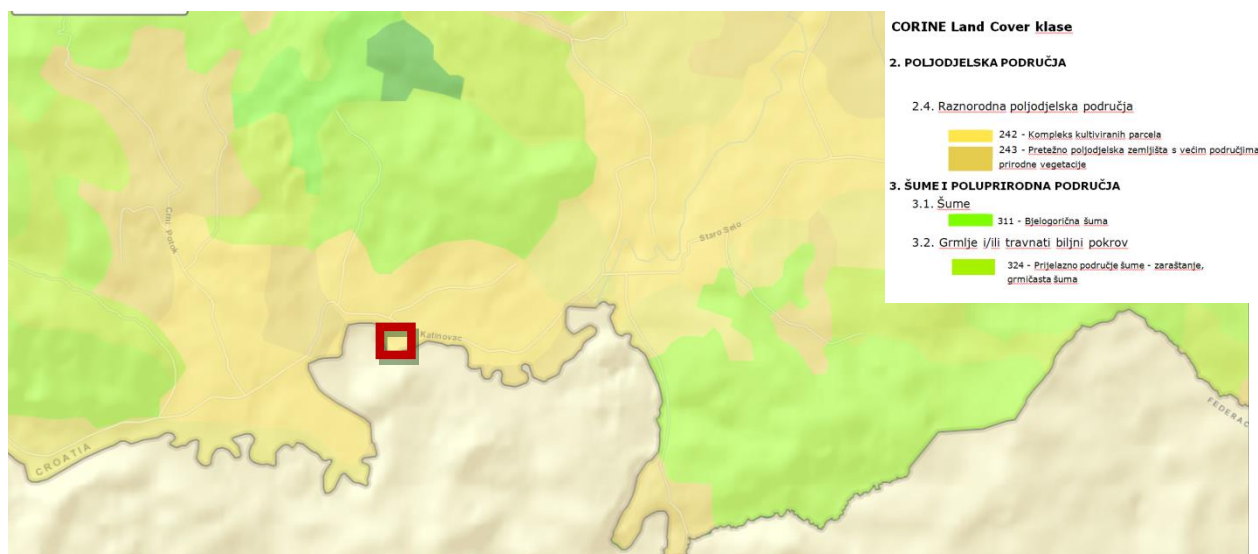 CORINE Land Cover klase
2. POLJODJELSKA PODRUČJA
2.4. Raznorodna poljodjelska područja
242 - Kompleks kultiviranih parcela
243 - Pretežno poljodjelska zemljišta s većim područjima
prirodne vegetacije
3. ŠUME I POLUPRIRODNA PODRUČJA
3.1. Šume
311 - Bjelogorična šuma
3.2. Grmlje i/ili travnati biljni pokrov
324 - Prijelazno područje šume - zaraštanje,
grmičasta šuma
Crni Potok
Staro Selo
Katinovac
CROATIA
FEDERAC